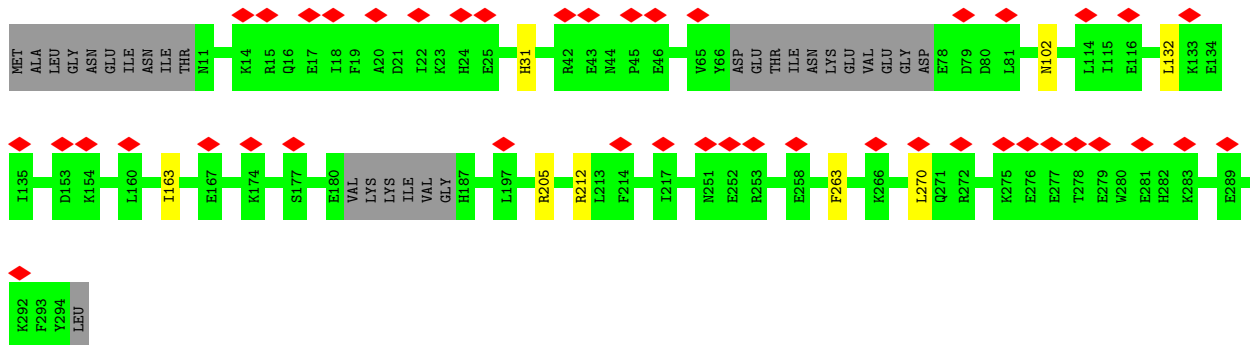 MET ALA LEU GLY ASN GLU ILE ASN ILE THR N11 K14 R15 Q16 E17 I18 F19 A20 D21 I22 K23 H24 E25 H31 R42 E43 N44 P45 E46 V65 Y66 ASP GLU THR ILE ASN LYS GLU VAL GLU GLY ASP E78 D79 D80 L81 N102 L114 I115 E116 L132 K133 E134
I135 D153 K154 L160 I163 E167 K174 S177 E180 VAL LYS LYS ILE VAL GLY H187 L197 R205 R212 L213 F214 I217 N251 E252 R253 E258 F263 K266 L270 Q271 R272 K275 E276 E277 T278 E279 W280 E281 H282 K283 E289
K292 F293 Y294 LEU